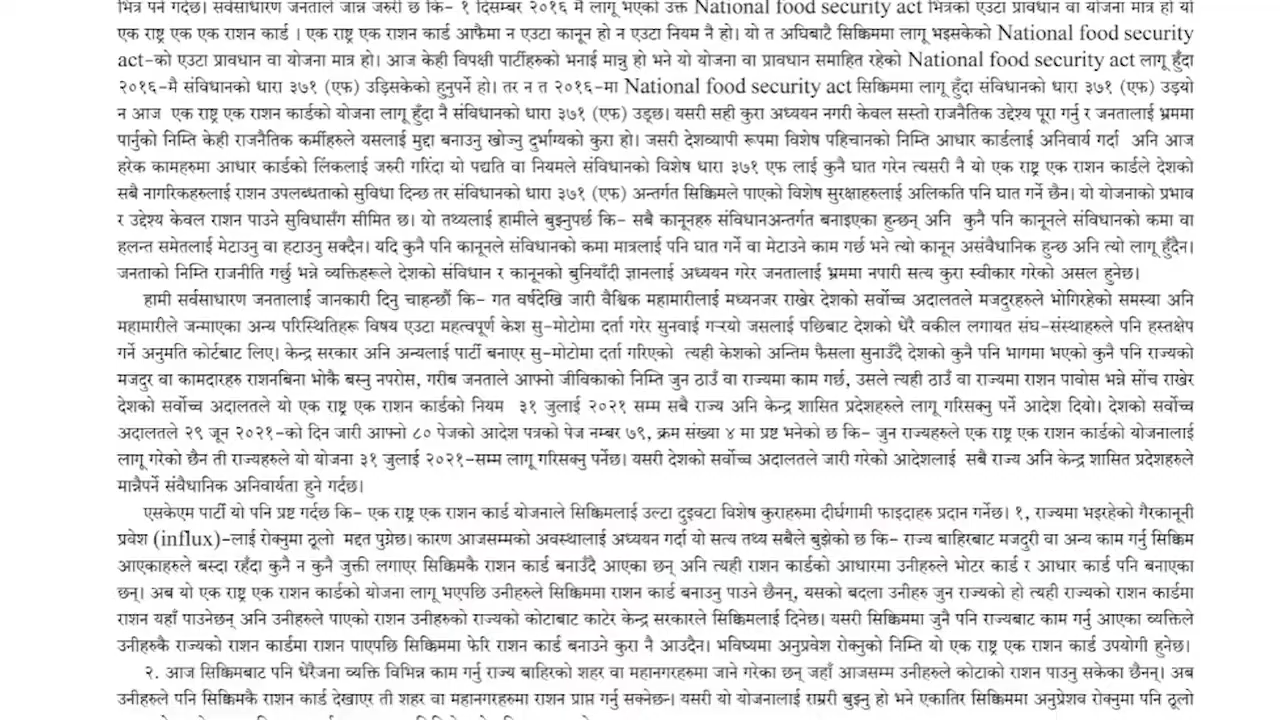 भित्र पर्ने गर्दछ। सर्वसाधारण जनताले जान्न जरुरी छ कि- १ दिसम्बर २०१६ मै लागू भएको उक्त National food security act भित्रको एउटा प्रावधान वा योजना मात्र हो यो
एक राष्ट्र एक एक राशन कार्ड । एक राष्ट्र एक राशन कार्ड आफैमा न एउटा कानून हो न एउटा नियम नै हो। यो त अघिबाटै सिक्किममा लागू भइसकेको National food security
act-को एउटा प्रावधान वा योजना मात्र हो। आज केही विपक्षी पार्टीहरुको भनाई मान्नु हो भने यो योजना वा प्रावधान समाहित रहेको National food security act लागू हुँदा
२०१६-मै संविधानको धारा ३७१ (एफ) उड़िसकेको हुनुपर्ने हो। तर न त २०१६-मा National food security act सिक्किममा लागू हुँदा संविधानको धारा ३७१ (एफ) उड्यो
न आज  एक राष्ट्र एक राशन कार्डको योजना लागू हुँदा नै संविधानको धारा ३७१ (एफ) उड्छ। यसरी सही कुरा अध्ययन नगरी केवल सस्तो राजनैतिक उद्देश्य पूरा गर्नु र जनतालाई भ्रममा
पार्नुको निम्ति केही राजनैतिक कर्मीहरुले यसलाई मुद्दा बनाउनु खोज्नु दुर्भाग्यको कुरा हो। जसरी देशव्यापी रूपमा विशेष पहिचानको निम्ति आधार कार्डलाई अनिवार्य गर्दा  अनि आज
हरेक कामहरुमा आधार कार्डको लिंकलाई जरुरी गरिंदा यो पद्यति वा नियमले संविधानको विशेष धारा ३७१ एफ लाई कुनै घात गरेन त्यसरी नै यो एक राष्ट्र एक राशन कार्डले देशको
सबै नागरिकहरुलाई राशन उपलब्धताको सुविधा दिन्छ तर संविधानको धारा ३७१ (एफ) अन्तर्गत सिक्किमले पाएको विशेष सुरक्षाहरुलाई अलिकति पनि घात गर्ने छैन। यो योजनाको प्रभाव
र उद्देश्य केवल राशन पाउने सुविधासँग सीमित छ। यो तथ्यलाई हामीले बुझ्नुपर्छ कि- सबै कानूनहरु संविधानअन्तर्गत बनाइएका हुन्छन् अनि  कुनै पनि कानूनले संविधानको कमा वा
हलन्त समेतलाई मेटाउनु वा हटाउनु सक्दैन। यदि कुनै पनि कानूनले संविधानको कमा मात्रलाई पनि घात गर्ने वा मेटाउने काम गर्छ भने त्यो कानून असंवैधानिक हुन्छ अनि त्यो लागू हुँदैन।
जनताको निम्ति राजनीति गर्छु भन्ने व्यक्तिहरूले देशको संविधान र कानूनको बुनियाँदी ज्ञानलाई अध्ययन गरेर जनतालाई भ्रममा नपारी सत्य कुरा स्वीकार गरेको असल हुनेछ।
हामी सर्वसाधारण जनतालाई जानकारी दिनु चाहन्छौं कि- गत वर्षदेखि जारी वैश्विक महामारीलाई मध्यनजर राखेर देशको सर्वोच्च अदालतले मजदुरहरुले भोगिरहेको समस्या अनि
महामारीले जन्माएका अन्य परिस्थितिहरू विषय एउटा महत्वपूर्ण केश सु-मोटोमा दर्ता गरेर सुनवाई गऱ्यो जसलाई पछिबाट देशको धेरै वकील लगायत संघ-संस्थाहरुले पनि हस्तक्षेप
गर्ने अनुमति कोर्टबाट लिए। केन्द्र सरकार अनि अन्यलाई पार्टी बनाएर सु-मोटोमा दर्ता गरिएको  त्यही केशको अन्तिम फैसला सुनाउँदै देशको कुनै पनि भागमा भएको कुनै पनि राज्यको
मजदुर वा कामदारहरु राशनबिना भोकै बस्नु नपरोस, गरीब जनताले आफ्नो जीविकाको निम्ति जुन ठाउँ वा राज्यमा काम गर्छ, उसले त्यही ठाउँ वा राज्यमा राशन पावोस भन्ने सोंच राखेर
देशको सर्वोच्च अदालतले यो एक राष्ट्र एक राशन कार्डको नियम  ३१ जुलाई २०२१ सम्म सबै राज्य अनि केन्द्र शासित प्रदेशहरुले लागू गरिसक्नु पर्ने आदेश दियो। देशको सर्वोच्च
अदालतले २९ जून २०२१-को दिन जारी आफ्नो ८० पेजको आदेश पत्रको पेज नम्बर ७९, क्रम संख्या ४ मा प्रष्ट भनेको छ कि- जुन राज्यहरुले एक राष्ट्र एक राशन कार्डको योजनालाई
लागू गरेको छैन ती राज्यहरुले यो योजना ३१ जुलाई २०२१-सम्म लागू गरिसक्नु पर्नेछ। यसरी देशको सर्वोच्च अदालतले जारी गरेको आदेशलाई  सबै राज्य अनि केन्द्र शासित प्रदेशहरुले
मान्नैपर्ने संवैधानिक अनिवार्यता हुने गर्दछ।
एसकेएम पार्टी यो पनि प्रष्ट गर्दछ कि- एक राष्ट्र एक राशन कार्ड योजनाले सिक्किमलाई उल्टा दुइवटा विशेष कुराहरुमा दीर्घगामी फाइदाहरु प्रदान गर्नेछ। १, राज्यमा भइरहेको गैरकानूनी
प्रवेश (influx)-लाई रोक्नुमा ठूलो  मद्दत पुग्नेछ। कारण आजसम्मको अवस्थालाई अध्ययन गर्दा यो सत्य तथ्य सबैले बुझेको छ कि- राज्य बाहिरबाट मजदुरी वा अन्य काम गर्नु सिक्किम
आएकाहरुले बस्दा रहँदा कुनै न कुनै जुक्ती लगाएर सिक्किमकै राशन कार्ड बनाउँदै आएका छन् अनि त्यही राशन कार्डको आधारमा उनीहरुले भोटर कार्ड र आधार कार्ड पनि बनाएका
छन्। अब यो एक राष्ट्र एक राशन कार्डको योजना लागू भएपछि उनीहरुले सिक्किममा राशन कार्ड बनाउनु पाउने छैनन्, यसको बदला उनीहरु जुन राज्यको हो त्यही राज्यको राशन कार्डमा
राशन यहाँ पाउनेछन् अनि उनीहरुले पाएको राशन उनीहरुको राज्यको कोटाबाट काटेर केन्द्र सरकारले सिक्किमलाई दिनेछ। यसरी सिक्किममा जुनै पनि राज्यबाट काम गर्नु आएका व्यक्तिले
उनीहरुकै राज्यको राशन कार्डमा राशन पाएपछि सिक्किममा फेरि राशन कार्ड बनाउने कुरा नै आउदैन। भविष्यमा अनुप्रवेश रोक्नुको निम्ति यो एक राष्ट्र एक राशन कार्ड उपयोगी हुनेछ।
२. आज सिक्किमबाट पनि धेरैजना व्यक्ति विभिन्न काम गर्नु राज्य बाहिरको शहर वा महानगरहरुमा जाने गरेका छन् जहाँ आजसम्म उनीहरुले कोटाको राशन पाउनु सकेका छैनन्। अब
उनीहरुले पनि सिक्किमकै राशन कार्ड देखाएर ती शहर वा महानगरहरुमा राशन प्राप्त गर्नु सक्नेछन्। यसरी यो योजनालाई राम्ररी बुझ्नु हो भने एकातिर सिक्किममा अनुप्रेशव रोक्नुमा पनि ठूलो